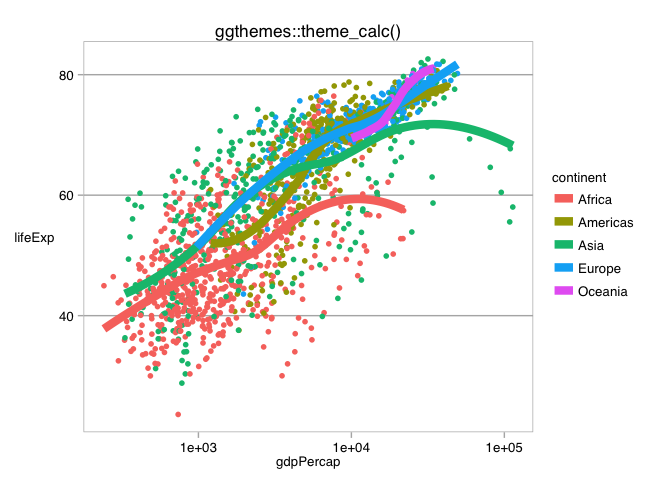 ggthemes::theme_calc()
80
60
40
lifeExp
1e+03
1e+04
1e+05
gdpPercap
continent
Africa
Americas
Asia
Europe
Oceania